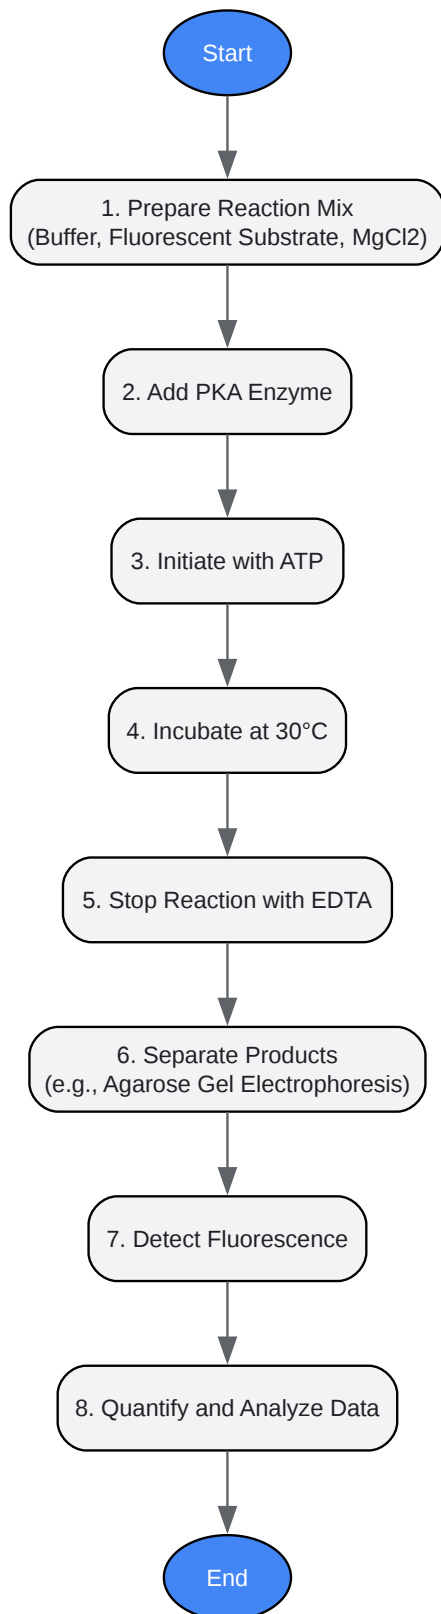 Start
1. Prepare Reaction Mix
(Buffer, Fluorescent Substrate, MgCl2)
2. Add PKA Enzyme
3. Initiate with ATP
4. Incubate at 30°C
5. Stop Reaction with EDTA
6. Separate Products
(e.g., Agarose Gel Electrophoresis)
7. Detect Fluorescence
8. Quantify and Analyze Data
End